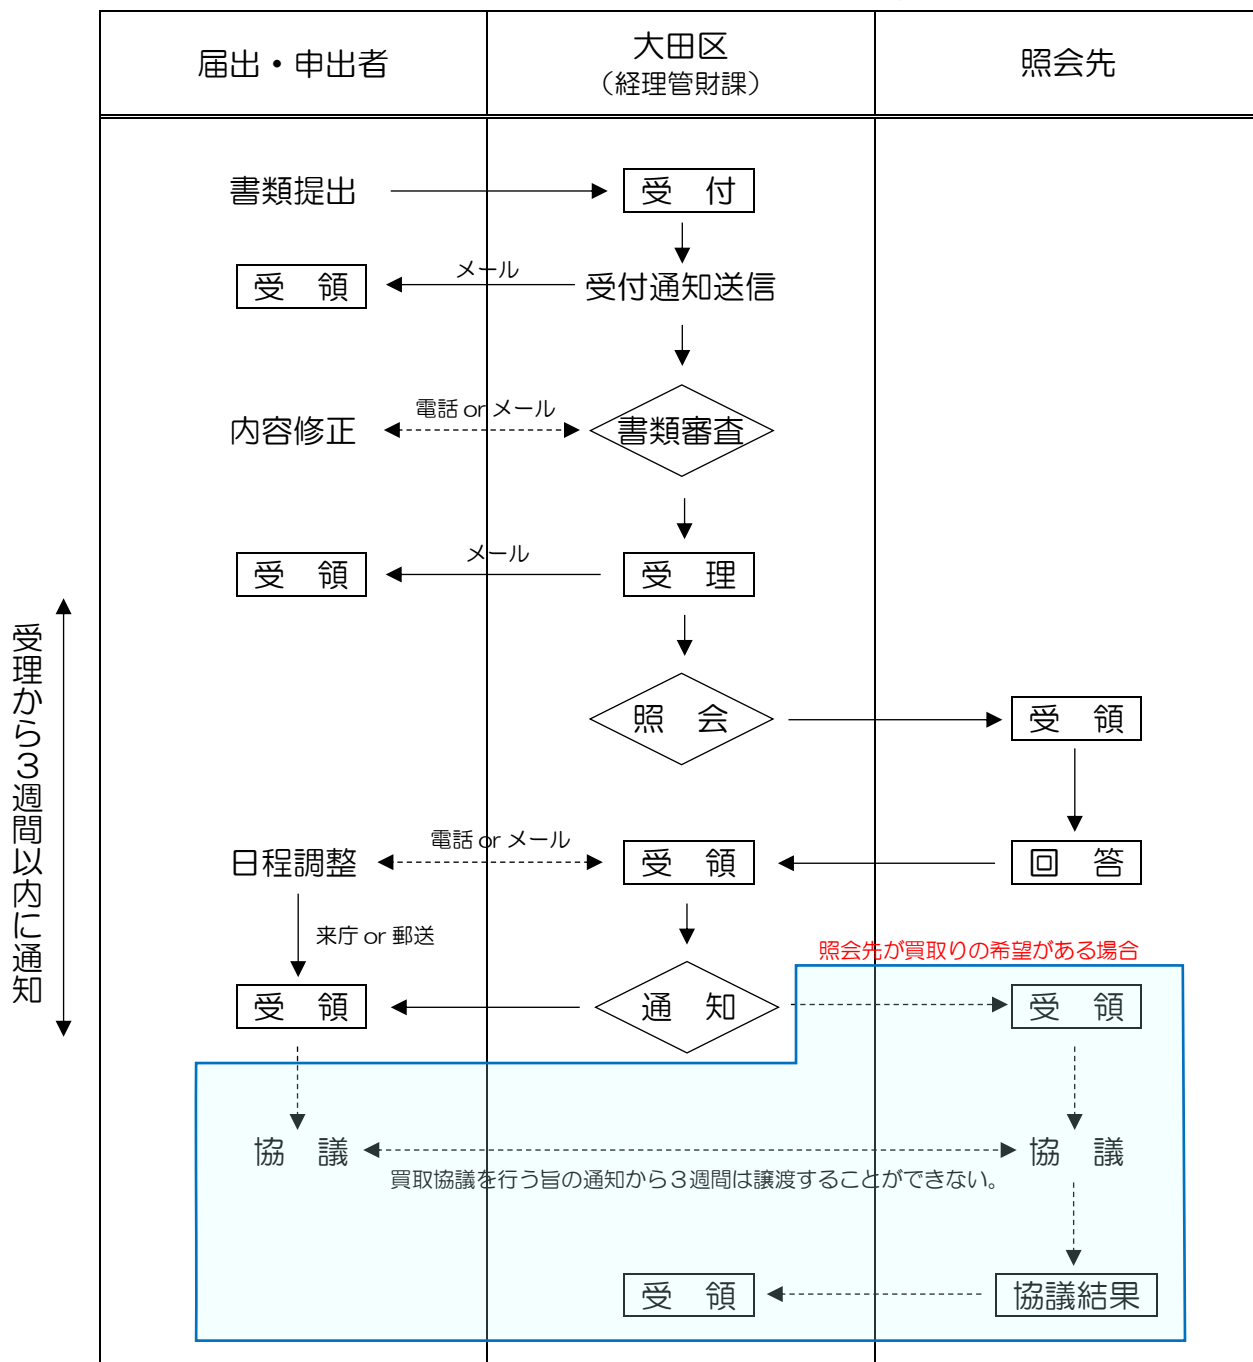 届出・申出者
大田区
（経理管財課）
照会先
書類提出
受　付
受　領
メール
受付通知送信
内容修正
電話 or メール
書類審査
受　領
メール
受　理
受理から３週間以内に通知
照　会
受　領
日程調整
電話 or メール
受　領
回　答
来庁 or 郵送
照会先が買取りの希望がある場合
受　領
通　知
受　領
協　議
協　議
買取協議を行う旨の通知から３週間は譲渡することができない。
受　領
協議結果